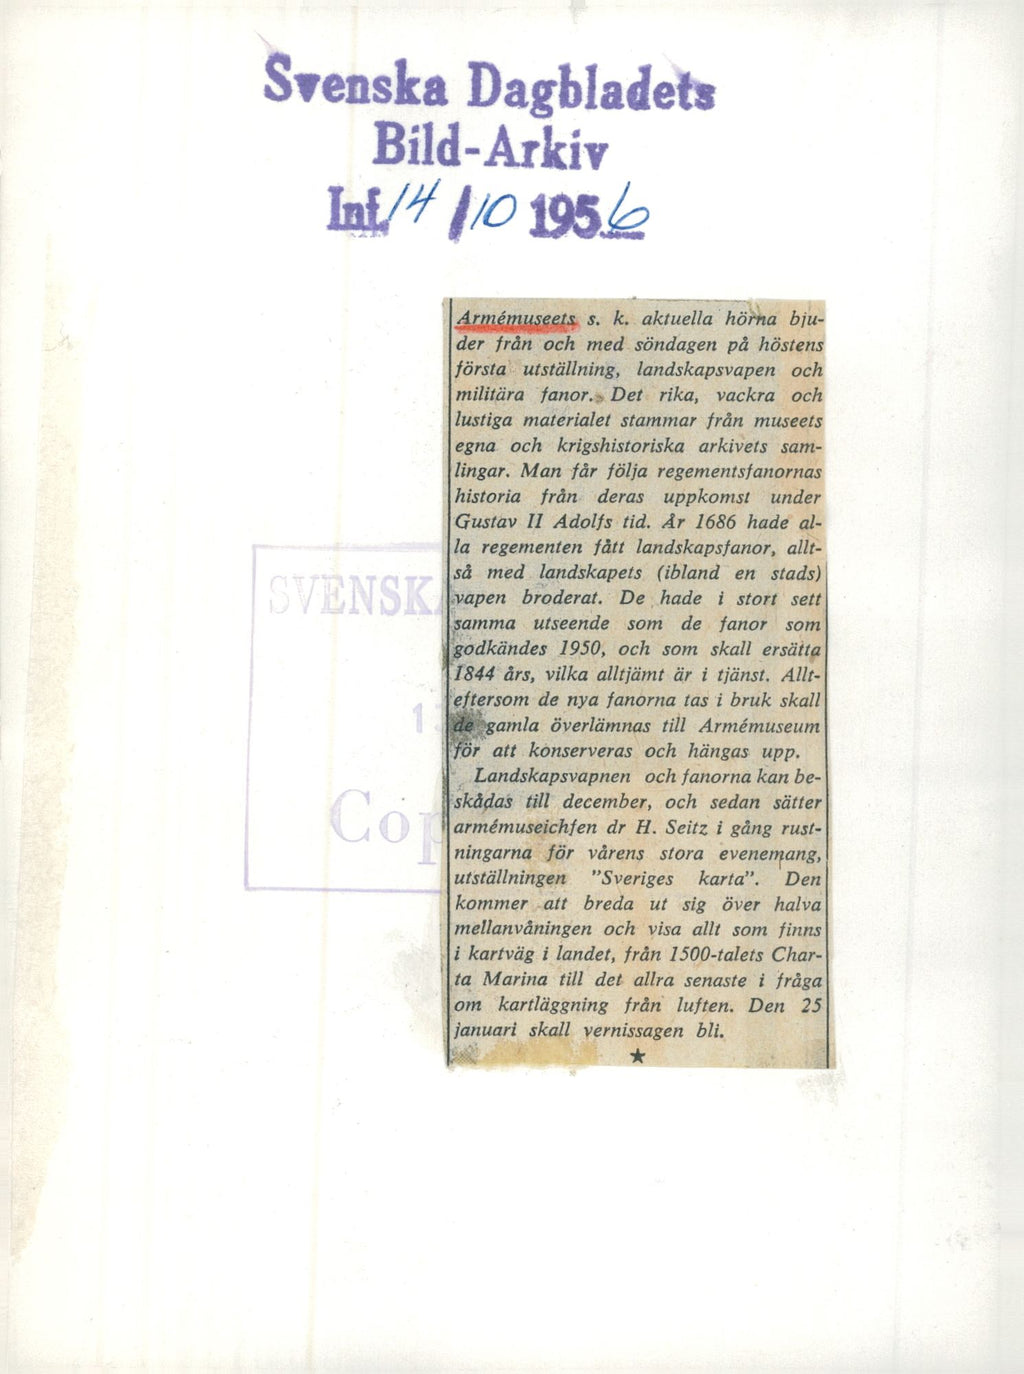 Svenska Dagbladets
Bild-Arkiv
Inf. 14/10 1956
Armémuseets s. k. aktuella hörna bju-
der från och med söndagen på höstens
första utställning, landskapsvapen och
militära fanor. Det rika, vackra och
lustiga materialet stammar från museets
egna och krigshistoriska arkivets sam-
lingar. Man får följa regementsfanornas
historia från deras uppkomst under
Gustav II Adolfs tid. År 1686 hade al-
la regementen fått landskapsfanor, allt-
så med landskapets (ibland en stads)
vapen broderat. De hade i stort sett
samma utseende som de fanor som
godkändes 1950, och som skall ersätta
1844 års, vilka alltjämt är i tjänst. Allt-
eftersom de nya fanorna tas i bruk skall
de gamla överlämnas till Armémuseum
för att konserveras och hängas upp.
Landskapsvapnen och fanorna kan be-
skådas till december, och sedan sätter
armémuseichfen dr H. Seitz i gång rust-
ningarna för vårens stora evenemang,
utställningen "Sveriges karta". Den
kommer att breda ut sig över halva
mellanvåningen och visa allt som finns
i kartväg i landet, från 1500-talets Char-
ta Marina till det allra senaste i fråga
om kartläggning från luften. Den 25
januari skall vernissagen bli.
SVENSKA
1
Cop